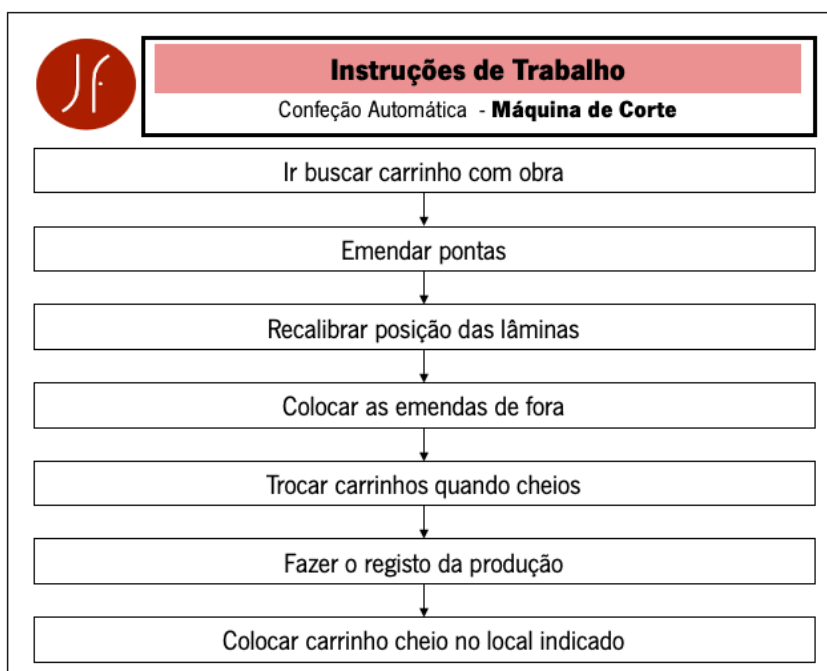 Jf
Instruções de Trabalho
Confeção Automática - Máquina de Corte
Ir buscar carrinho com obra
Emendar pontas
Recalibrar posição das lâminas
Colocar as emendas de fora
Trocar carrinhos quando cheios
Fazer o registo da produção
Colocar carrinho cheio no local indicado